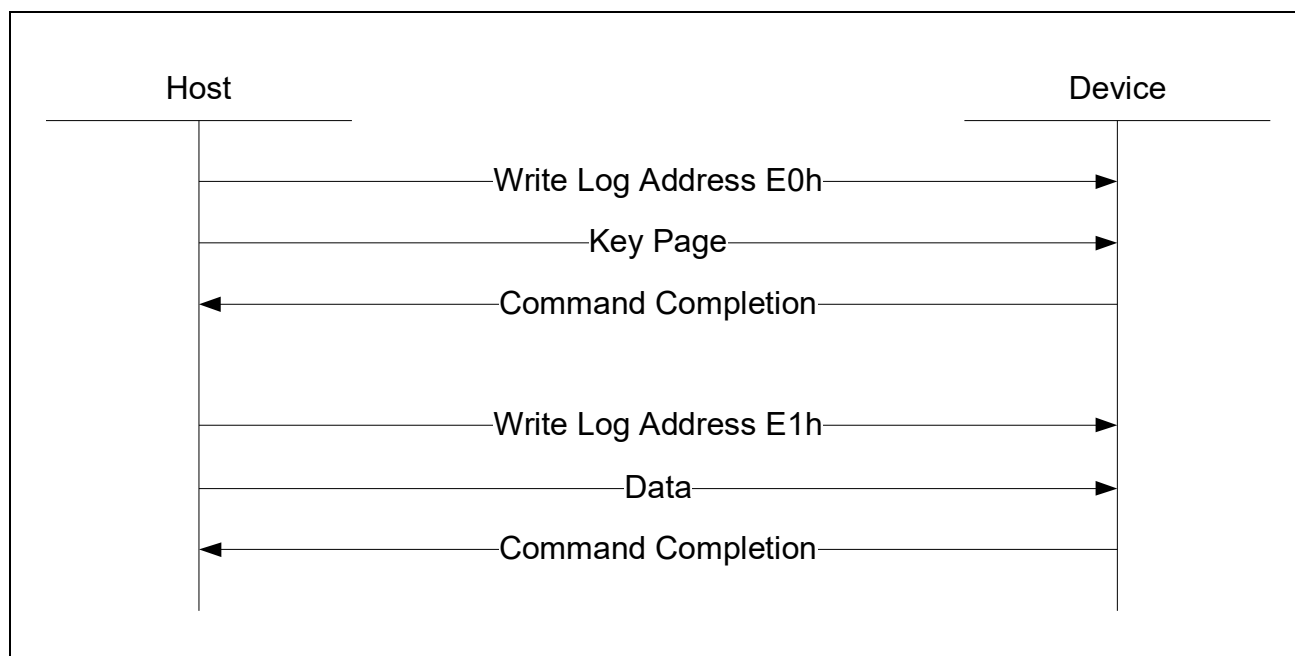 Host
Device
Write Log Address E0h
Key Page
Command Completion
Write Log Address E1h
Data
Command Completion